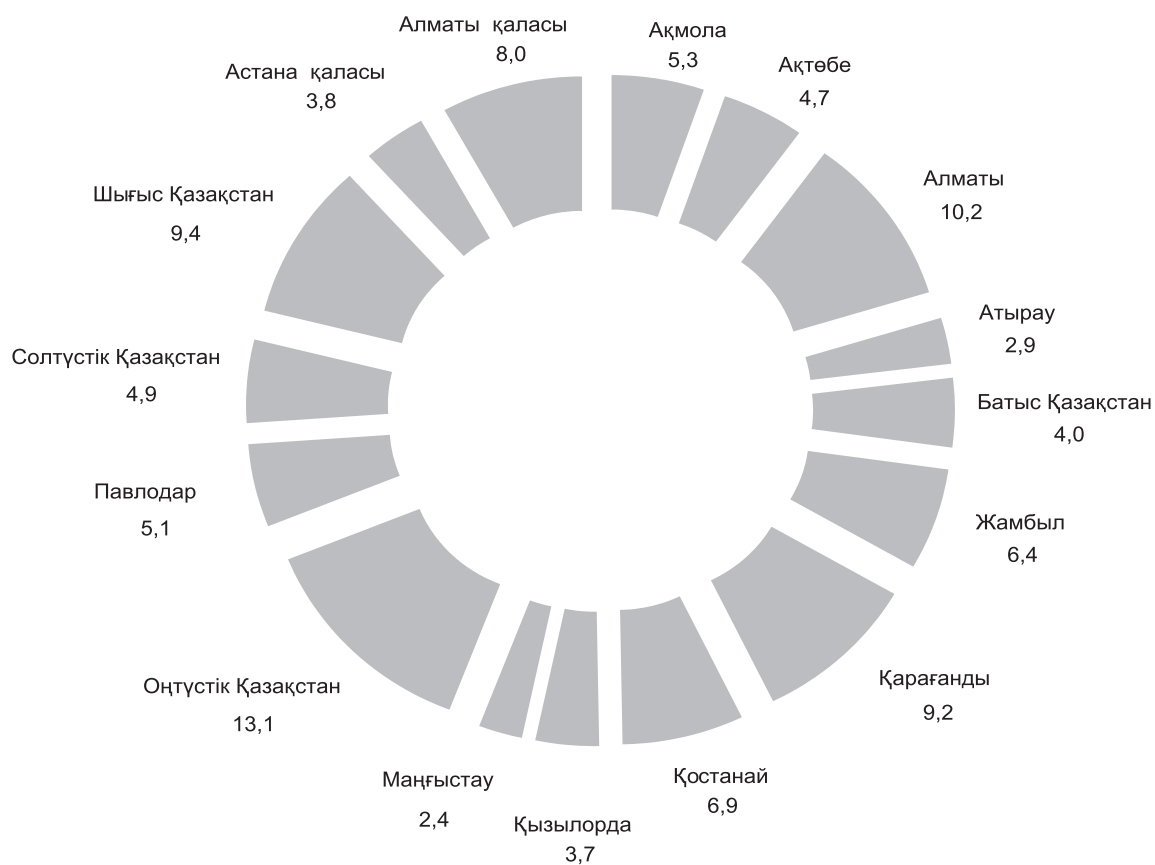 Алматы қаласы
8,0
Ақмола
5,3
Ақтөбе
4,7
Алматы
10,2
Атырау
2,9
Батыс Қазақстан
4,0
Жамбыл
6,4
Қарағанды
9,2
Қостанай
6,9
Қызылорда
3,7
Маңғыстау
2,4
Оңтүстік Қазақстан
13,1
Павлодар
5,1
Солтүстік Қазақстан
4,9
Шығыс Қазақстан
9,4
Астана қаласы
3,8